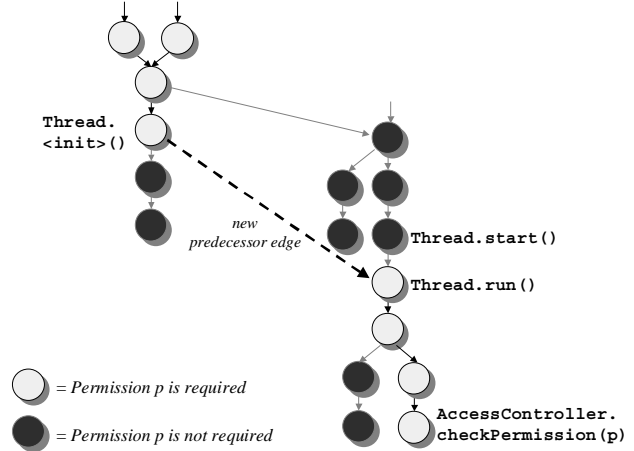 Thread.
<init>()
new
predecessor edge
Thread.start()
Thread.run()
= Permission p is required
AccessController.
checkPermission(p)
= Permission p is not required